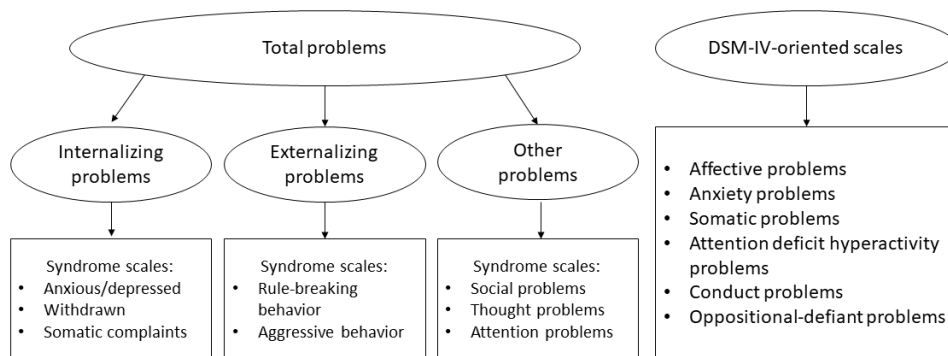 Total problems
DSM-IV-oriented scales
Internalizing
problems
Externalizing
problems
Other
problems
Syndrome scales:
• Anxious/depressed
• Withdrawn
• Somatic complaints
Syndrome scales:
• Rule-breaking
behavior
• Aggressive behavior
Syndrome scales:
• Social problems
• Thought problems
• Attention problems
• Affective problems
• Anxiety problems
• Somatic problems
• Attention deficit hyperactivity
problems
• Conduct problems
• Oppositional-defiant problems